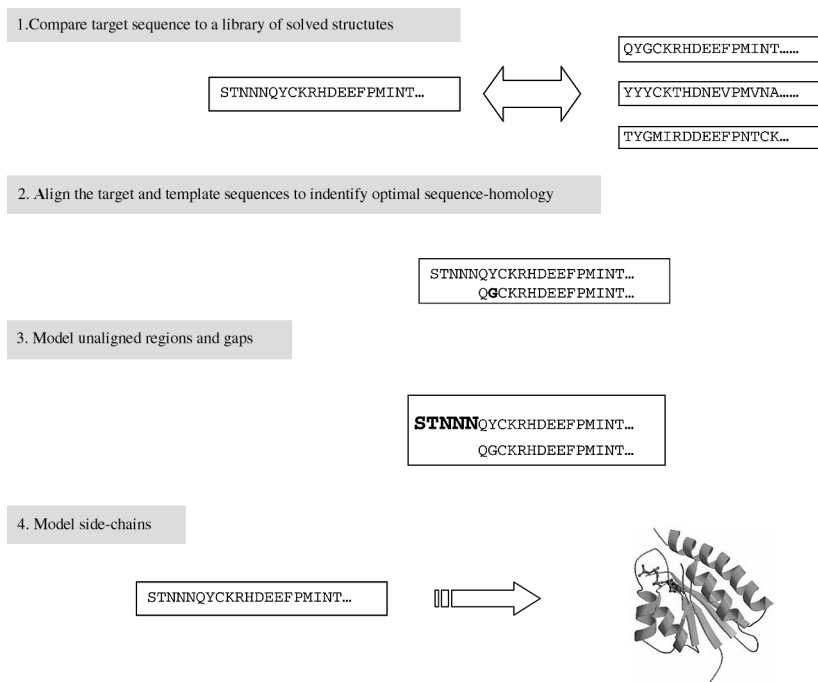 1.Compare target sequence to a library of solved structutes
QYGCKRHDEEFPMINT......
STNNNQYCKRHDEEFPMINT...
YYYCKTHDNEVPMVNA......
TYGMIRDDEEFPNTCK...
2. Align the target and template sequences to indentify optimal sequence-homology
STNNNQYCKRHDEEFPMINT...
QGCKRHDEEFPMINT...
3. Model unaligned regions and gaps
STNNNQYCKRHDEEFPMINT...
QGCKRHDEEFPMINT...
4. Model side-chains
STNNNQYCKRHDEEFPMINT...